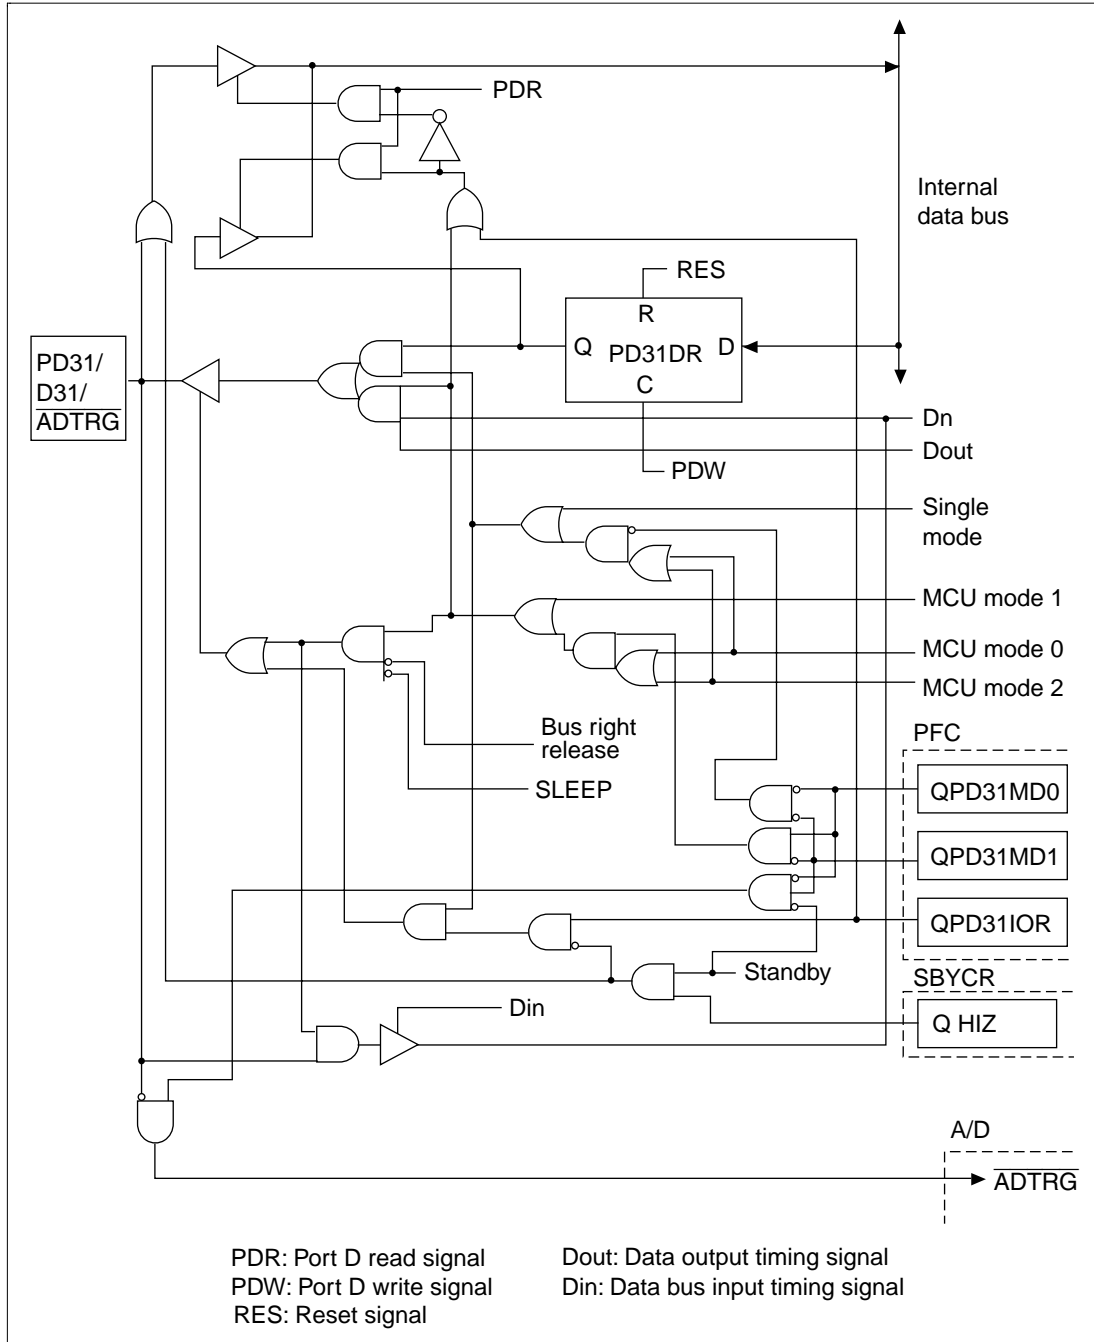 PDR
Internal
data bus
RES
R
Q
PD31DR
D
C
PD31/
D31/
ADTRG
Dn
Dout
PDW
Single
mode
MCU mode 1
MCU mode 0
MCU mode 2
Bus right
release
SLEEP
PFC
QPD31MD0
QPD31MD1
QPD31IOR
Standby
SBYCR
Q HIZ
Din
A/D
ADTRG
PDR: Port D read signal
PDW: Port D write signal
RES: Reset signal
Dout: Data output timing signal
Din: Data bus input timing signal